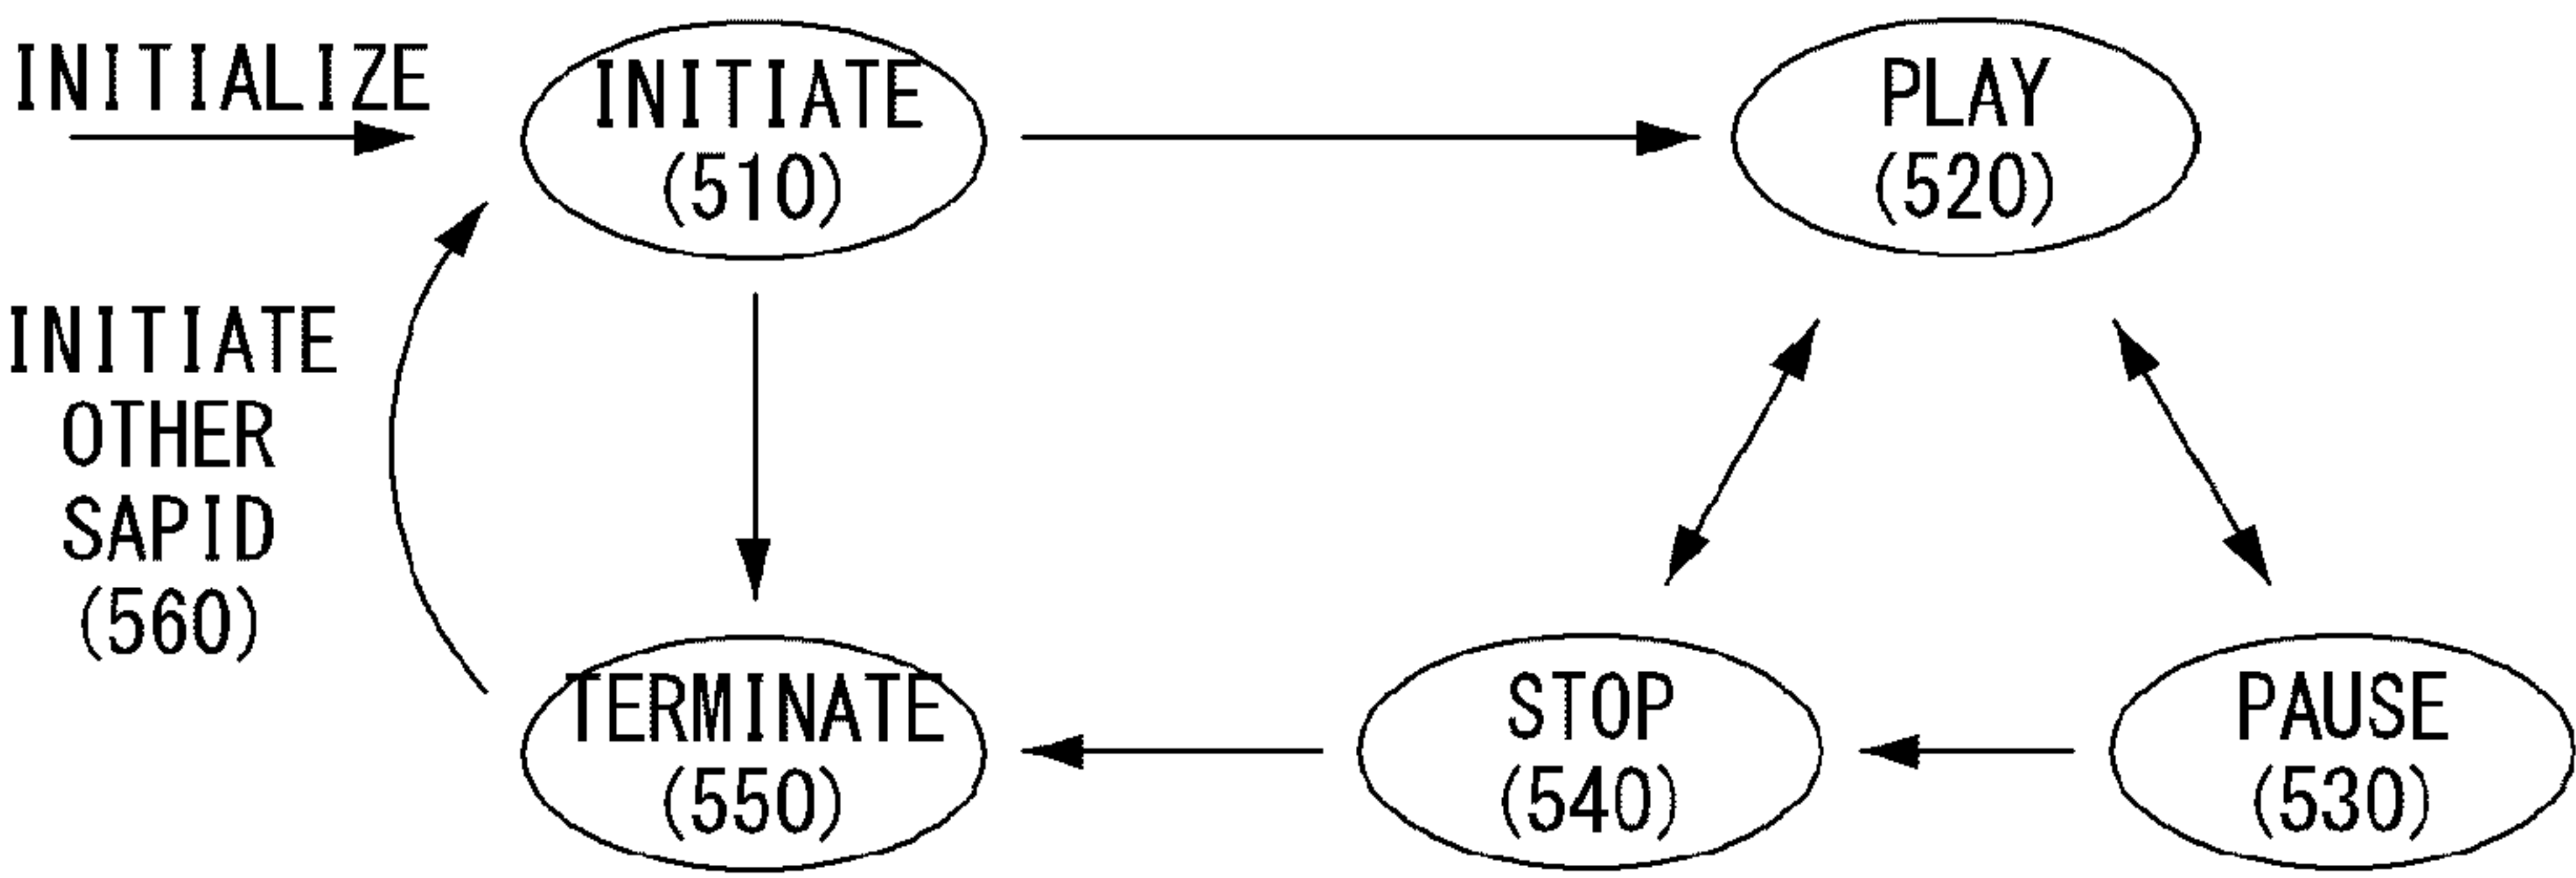 INITIALIZE
INITIATE
(510)
PLAY
(520)
INITIATE
OTHER
SAPID
(560)
TERMINATE
(550)
STOP
(540)
PAUSE
(530)